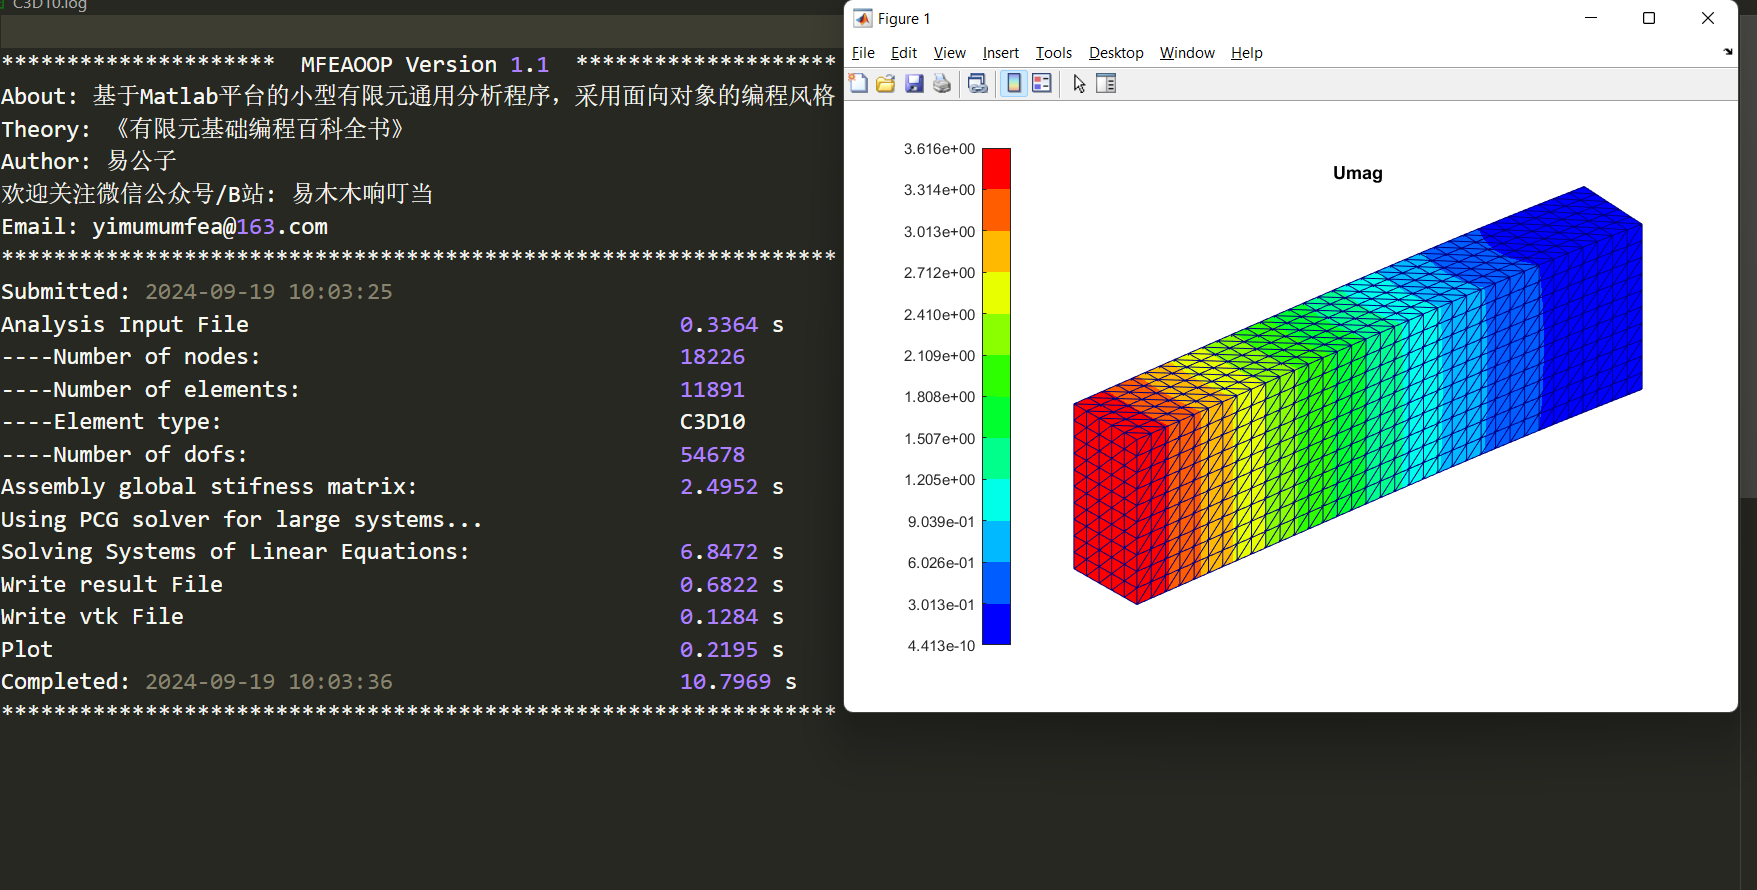 C3D10.log
********************* MFEAOOP Version 1.1 ********************
About: 基于Matlab平台的小型有限元通用分析程序，采用面向对象的编程风格
Theory: 《有限元基础编程百科全书》
Author: 易公子
欢迎关注微信公众号/B站: 易木木响叮当
Email: yimumumfea@163.com
****************************************************************
Submitted: 2024-09-19 10:03:25
Analysis Input File 0.3364 s
----Number of nodes: 18226
----Number of elements: 11891
----Element type: C3D10
----Number of dofs: 54678
Assembly global stifness matrix: 2.4952 s
Using PCG solver for large systems...
Solving Systems of Linear Equations: 6.8472 s
Write result File 0.6822 s
Write vtk File 0.1284 s
Plot 0.2195 s
Completed: 2024-09-19 10:03:36 10.7969 s
****************************************************************
Figure 1
File Edit View Insert Tools Desktop Window Help
Umag
3.616e+00
3.314e+00
3.013e+00
2.712e+00
2.410e+00
2.109e+00
1.808e+00
1.507e+00
1.205e+00
9.039e-01
6.026e-01
3.013e-01
4.413e-10